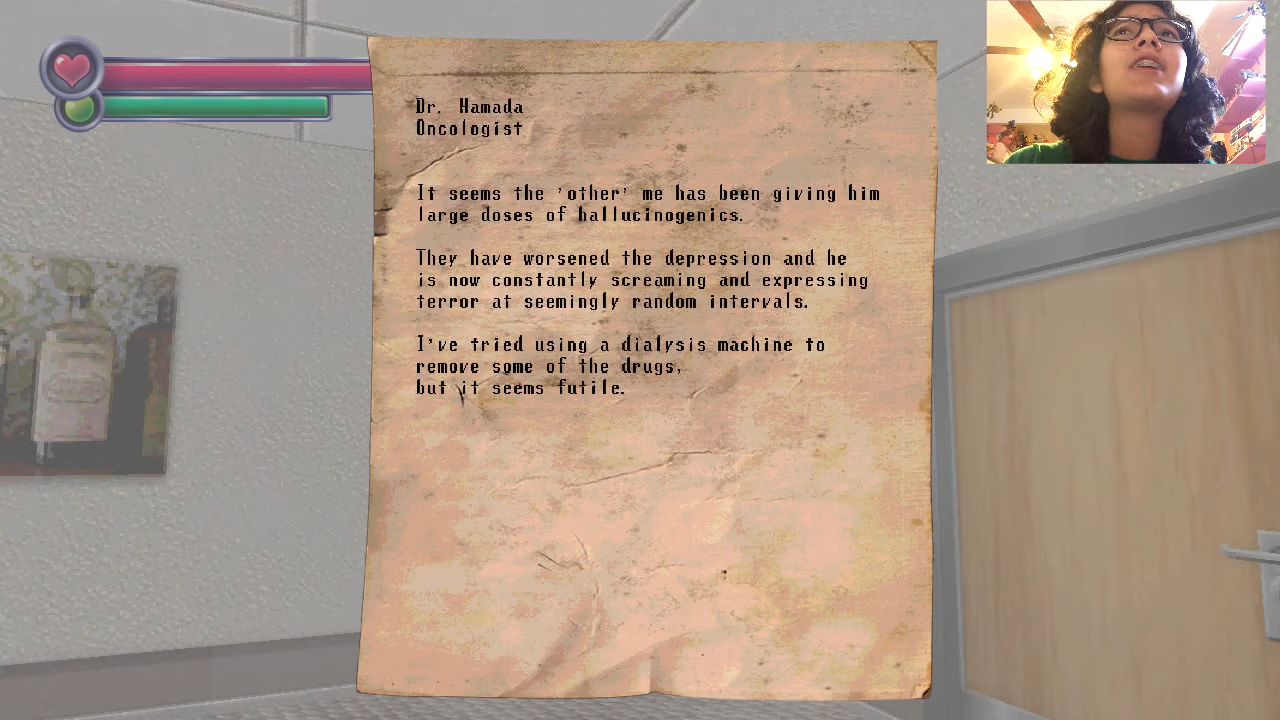 Dr. Hamada
Oncologist
It seems the 'other' me has been giving him
large doses of hallucinogenics.
They have worsened the depression and he
is now constantly screaming and expressing
terror at seemingly random intervals.
I've tried using a dialysis machine to
remove some of the drugs,
but it seems futile.